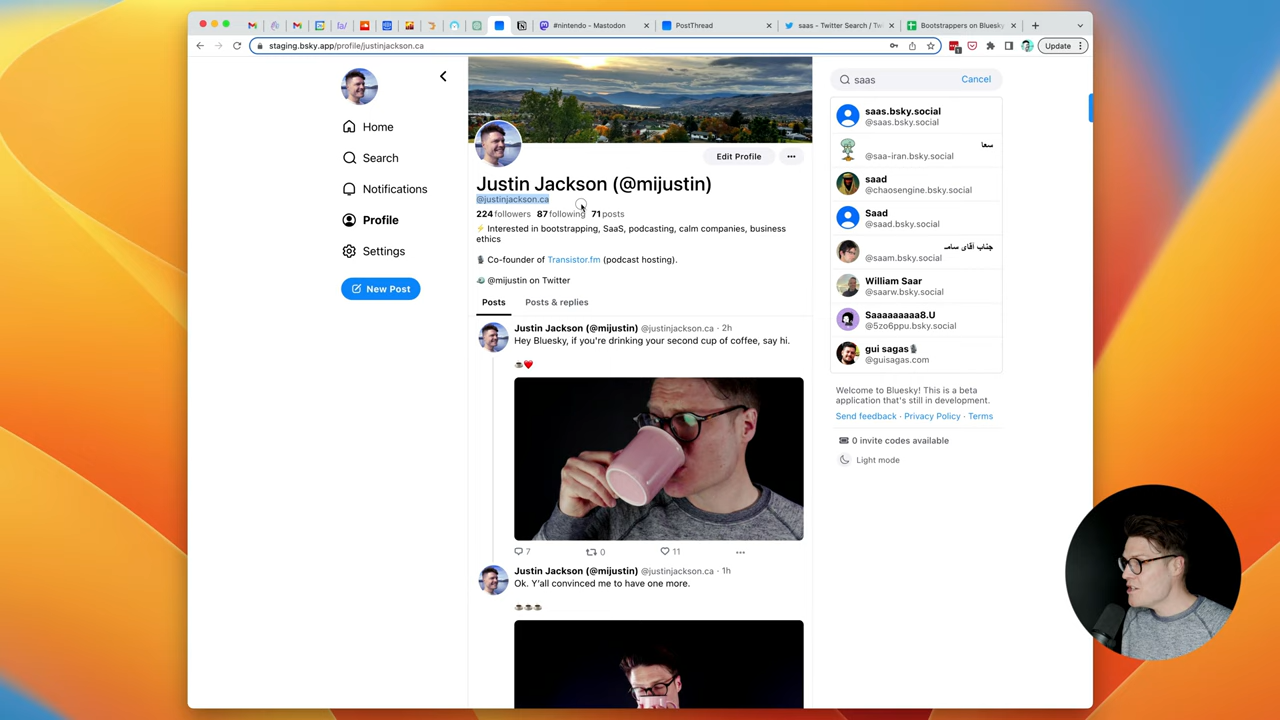 #nintendo - Mastodon
PostThread
saas - Twitter Search / Tw
Bootstrappers on Bluesky
staging.bsky.app/profile/justinjackson.ca
Update
Home
Search
Notifications
Profile
Settings
New Post
Edit Profile
Justin Jackson (@mijustin)
@justinjackson.ca
224 followers 87 following 71 posts
⚡ Interested in bootstrapping, SaaS, podcasting, calm companies, business
ethics
🎙️ Co-founder of Transistor.fm (podcast hosting).
@mijustin on Twitter
Posts Posts & replies
Justin Jackson (@mijustin) @justinjackson.ca · 2h
Hey Bluesky, if you're drinking your second cup of coffee, say hi.
☕❤️
7 0 11
Justin Jackson (@mijustin) @justinjackson.ca · 1h
Ok. Y'all convinced me to have one more.
☕☕☕
saas Cancel
saas.bsky.social
@saas.bsky.social
سعا
@saa-iran.bsky.social
saad
@chaosengine.bsky.social
Saad
@saad.bsky.social
@saam.bsky.social
William Saar
@saarw.bsky.social
Saaaaaaaa8.U
@5zo6ppu.bsky.social
gui sagas🎙️
@guisagas.com
Welcome to Bluesky! This is a beta
application that's still in development.
Send feedback · Privacy Policy · Terms
0 invite codes available
Light mode